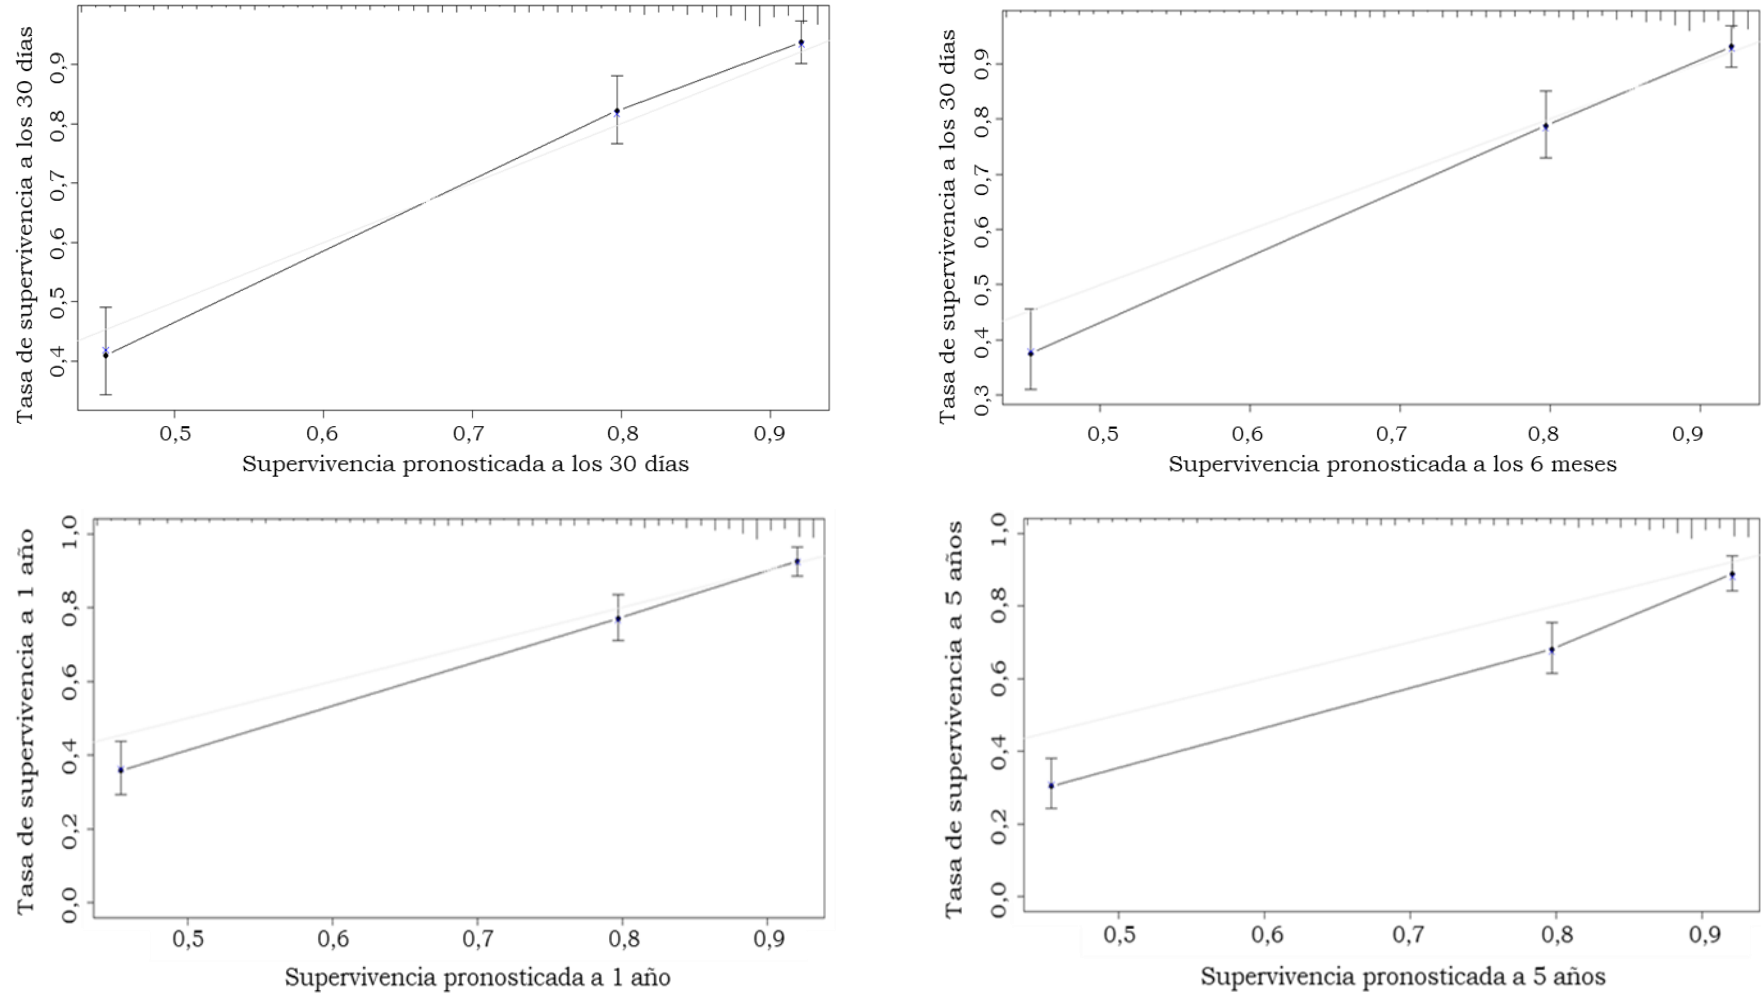 Tasa de supervivencia a los 30 días
0,9
0,8
0,7
0,6
0,5
0,4
0,5 0,6 0,7 0,8 0,9
Supervivencia pronosticada a los 30 días
Tasa de supervivencia a los 30 días
0,9
0,8
0,7
0,6
0,5
0,4
0,3
0,5 0,6 0,7 0,8 0,9
Supervivencia pronosticada a los 6 meses
Tasa de supervivencia a 1 año
1,0
0,8
0,6
0,4
0,2
0,0
0,5 0,6 0,7 0,8 0,9
Supervivencia pronosticada a 1 año
Tasa de supervivencia a 5 años
1,0
0,8
0,6
0,4
0,2
0,0
0,5 0,6 0,7 0,8 0,9
Supervivencia pronosticada a 5 años